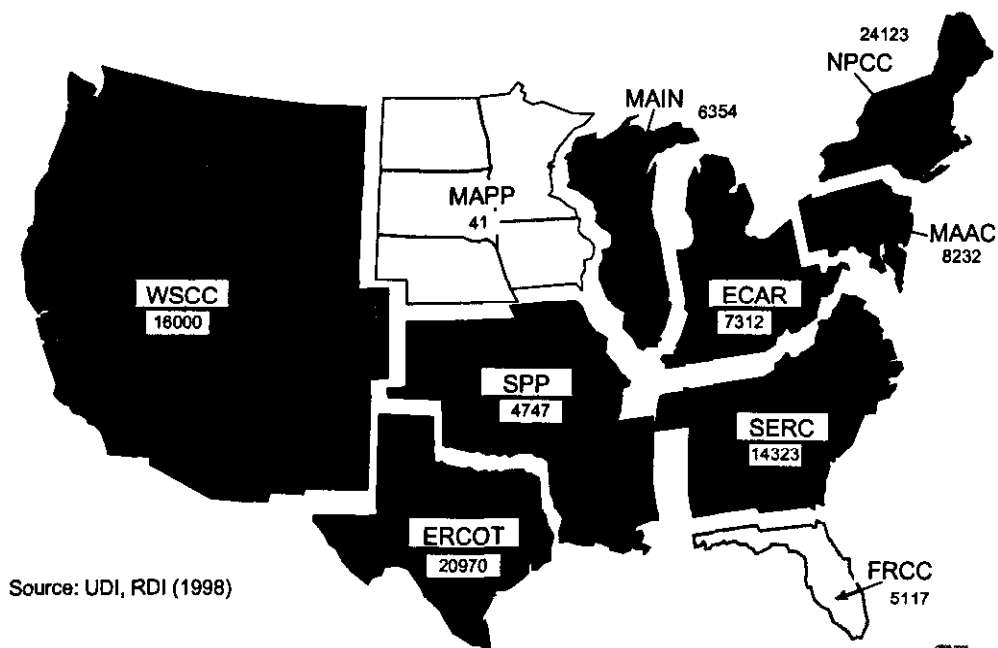 24123
NPCC
MAIN
6354
MAPP
41
MAAC
8232
WSCC
16000
ECAR
7312
SPP
4747
SERC
14323
ERCOT
20970
FRCC
5117
Source: UDI, RDI (1998)